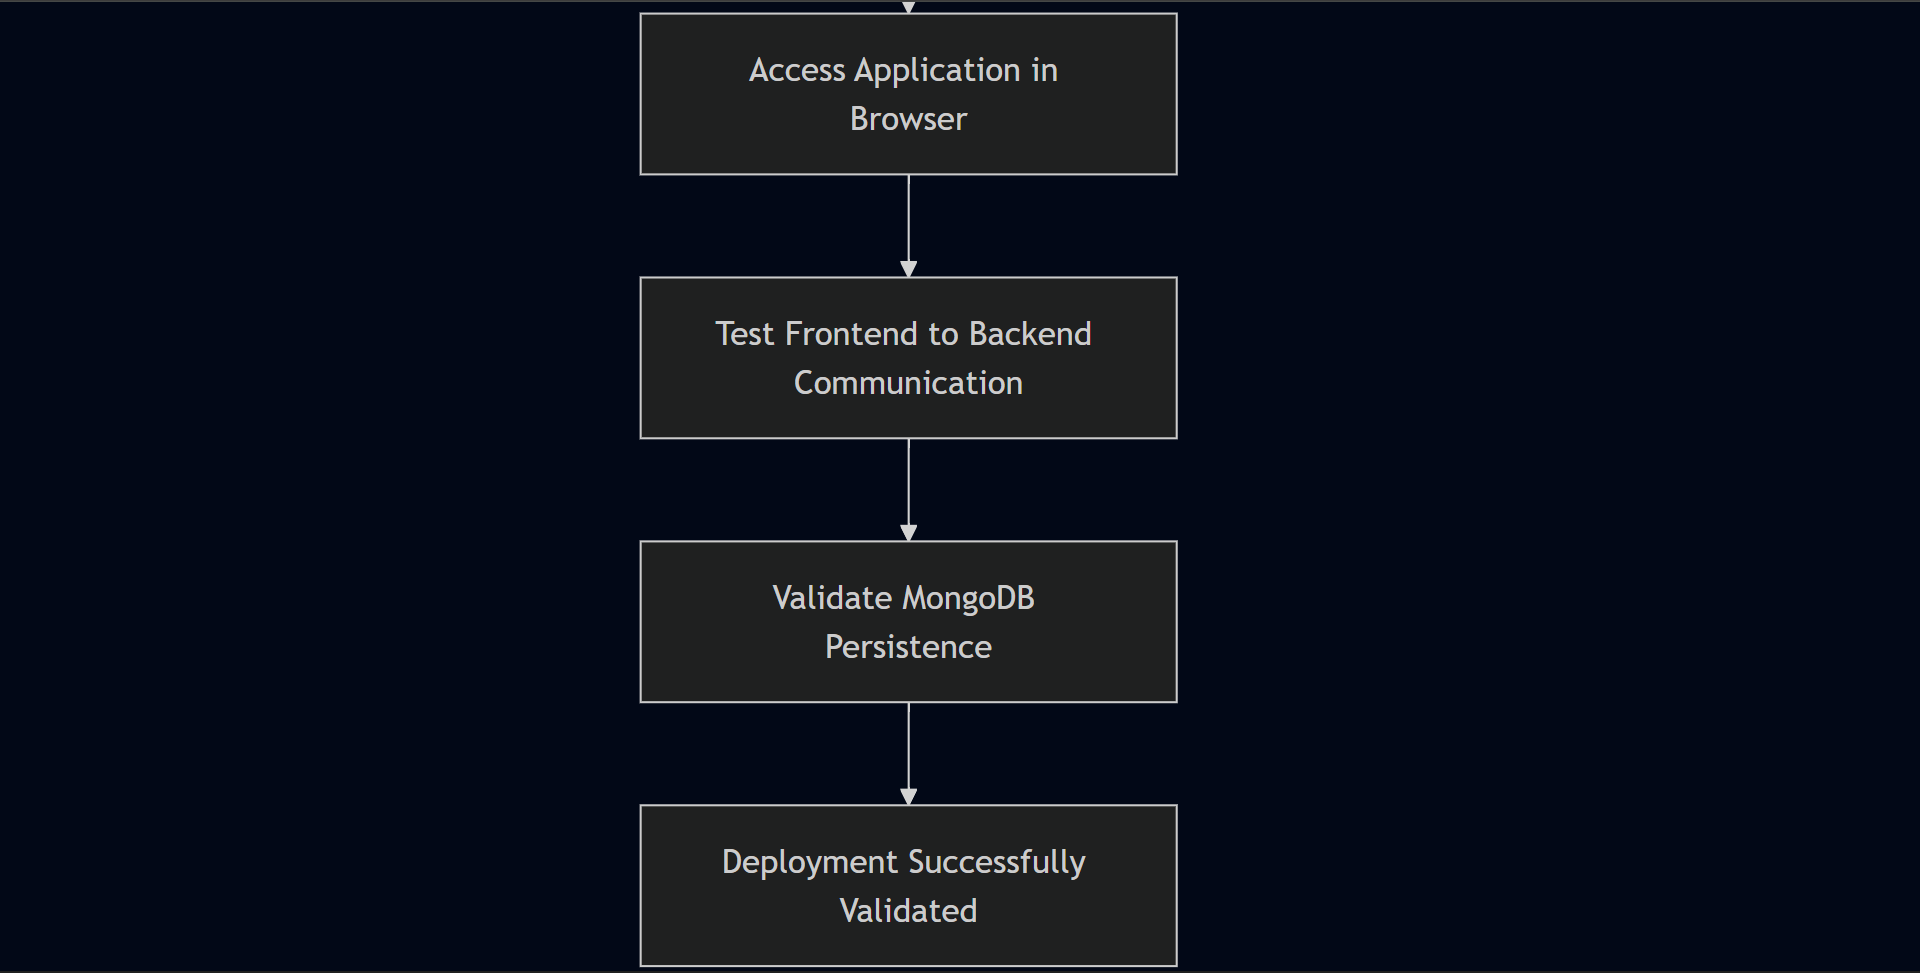 Access Application in
Browser
Test Frontend to Backend
Communication
Validate MongoDB
Persistence
Deployment Successfully
Validated